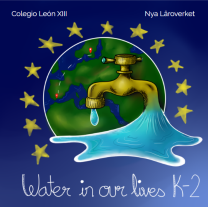 Colegio León XIII Nya Läroverket
Water in our lives K-2